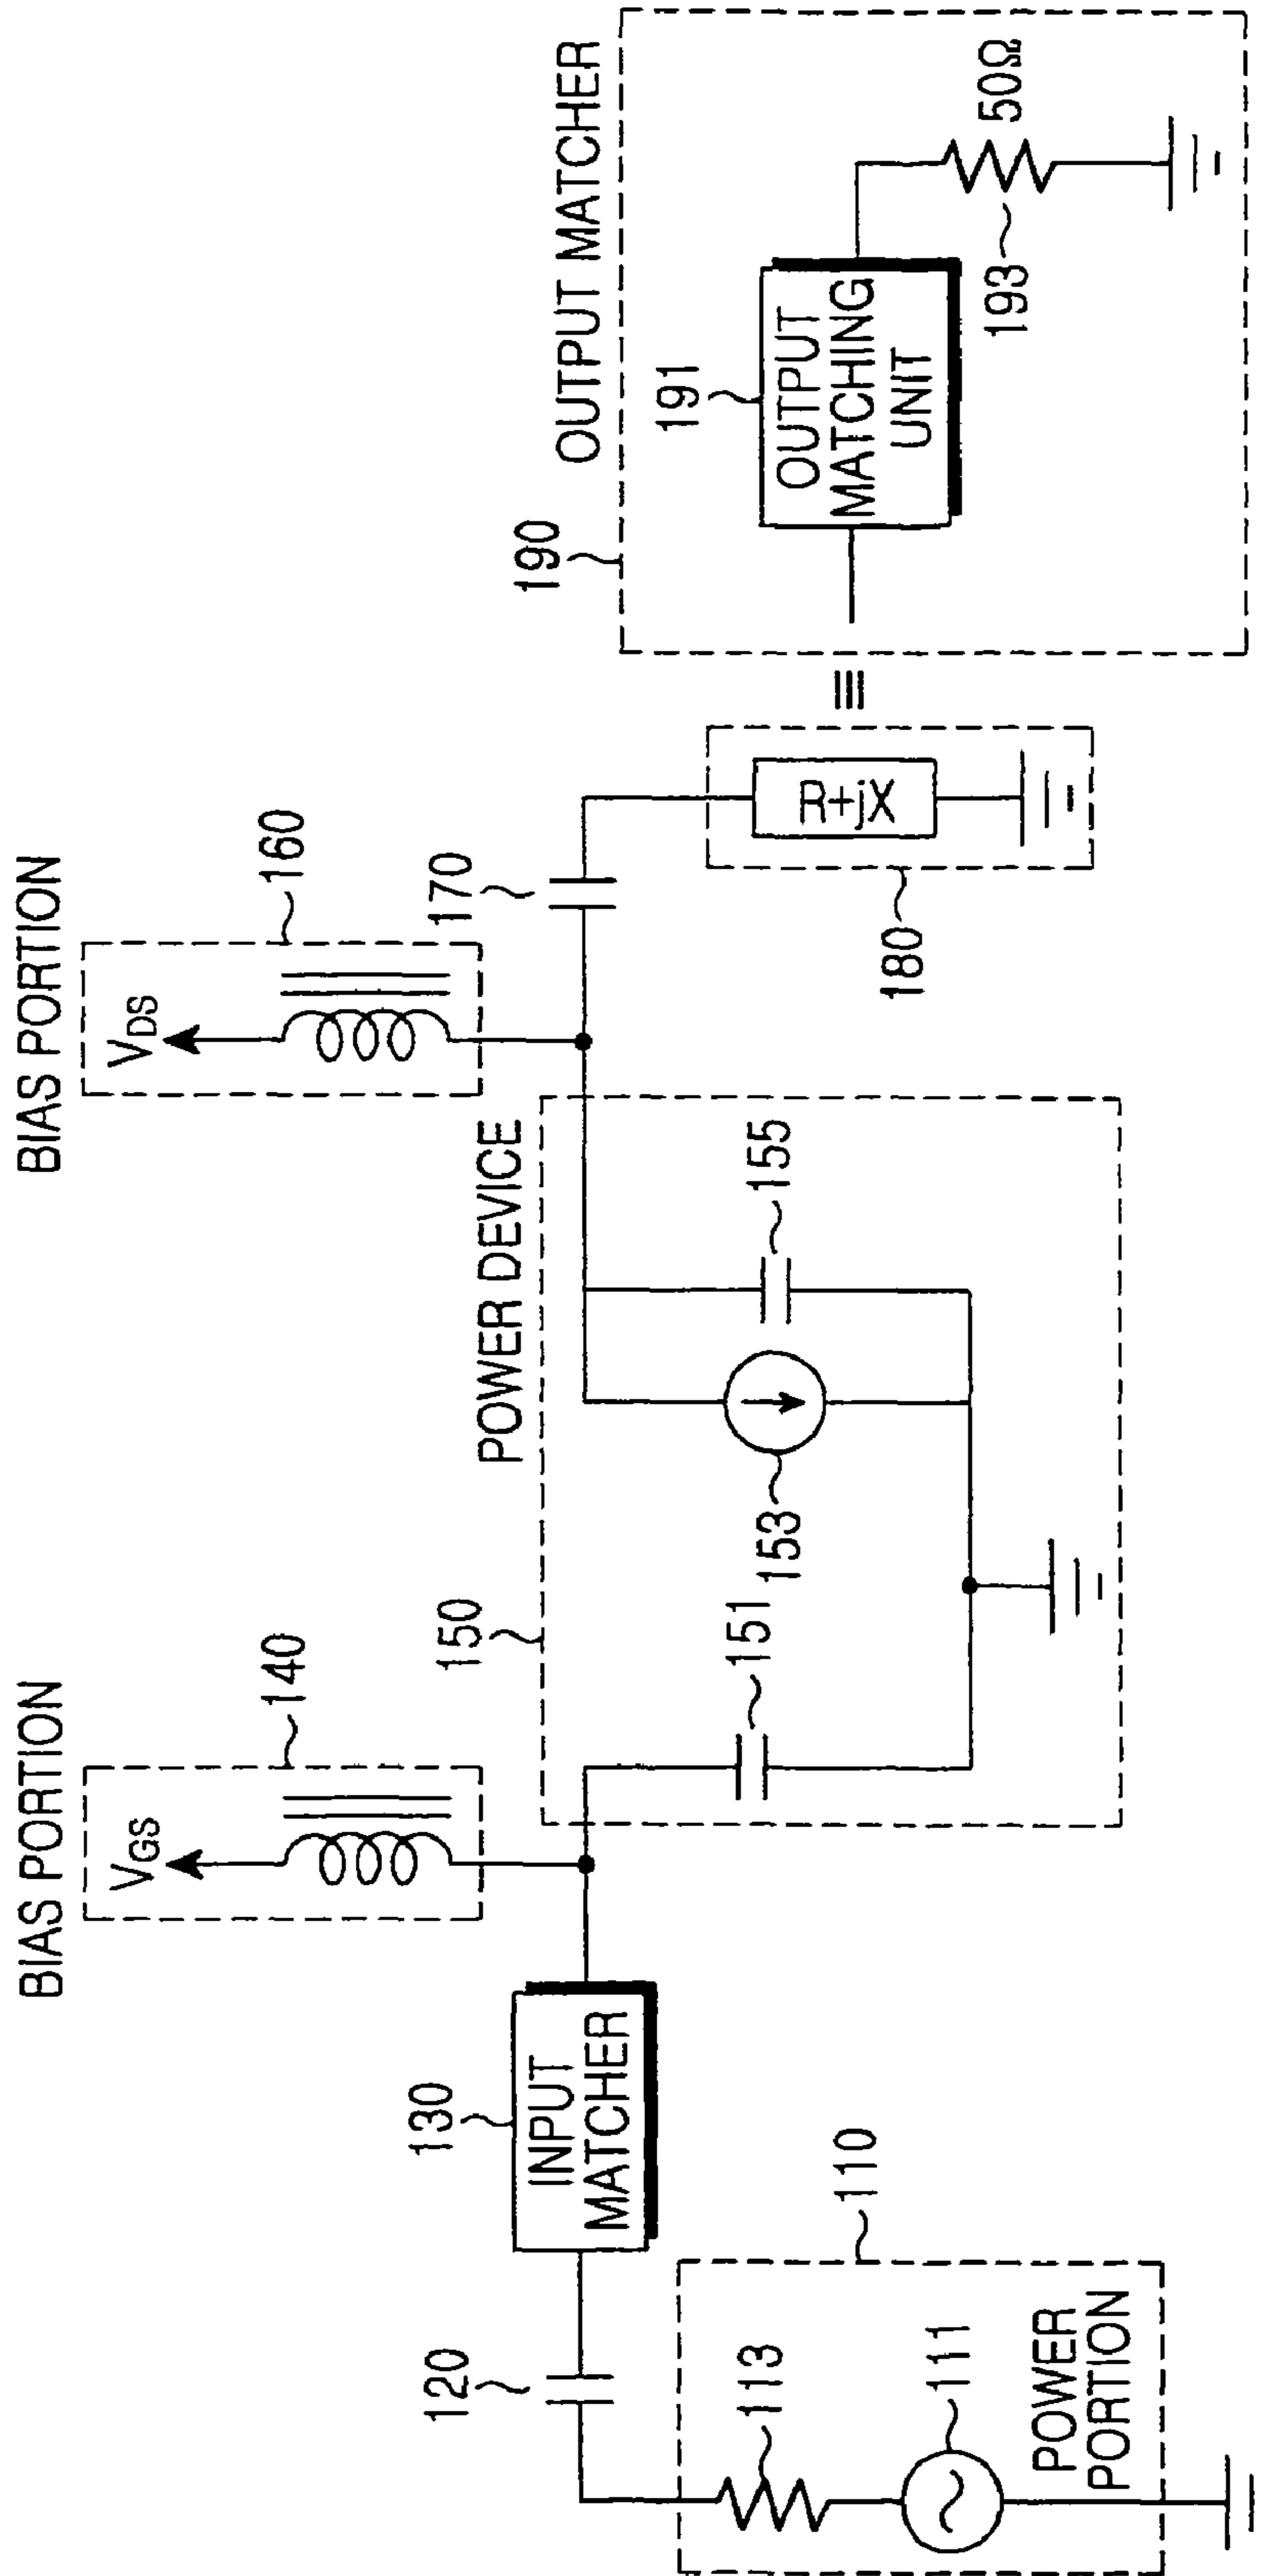 BIAS PORTION
V_GS
140
BIAS PORTION
V_DS
160
120
130
INPUT
MATCHER
150
POWER DEVICE
151
153
155
170
180
R+jX
≡
190
OUTPUT MATCHER
191
OUTPUT
MATCHING
UNIT
193
50Ω
113
111
110
POWER
PORTION